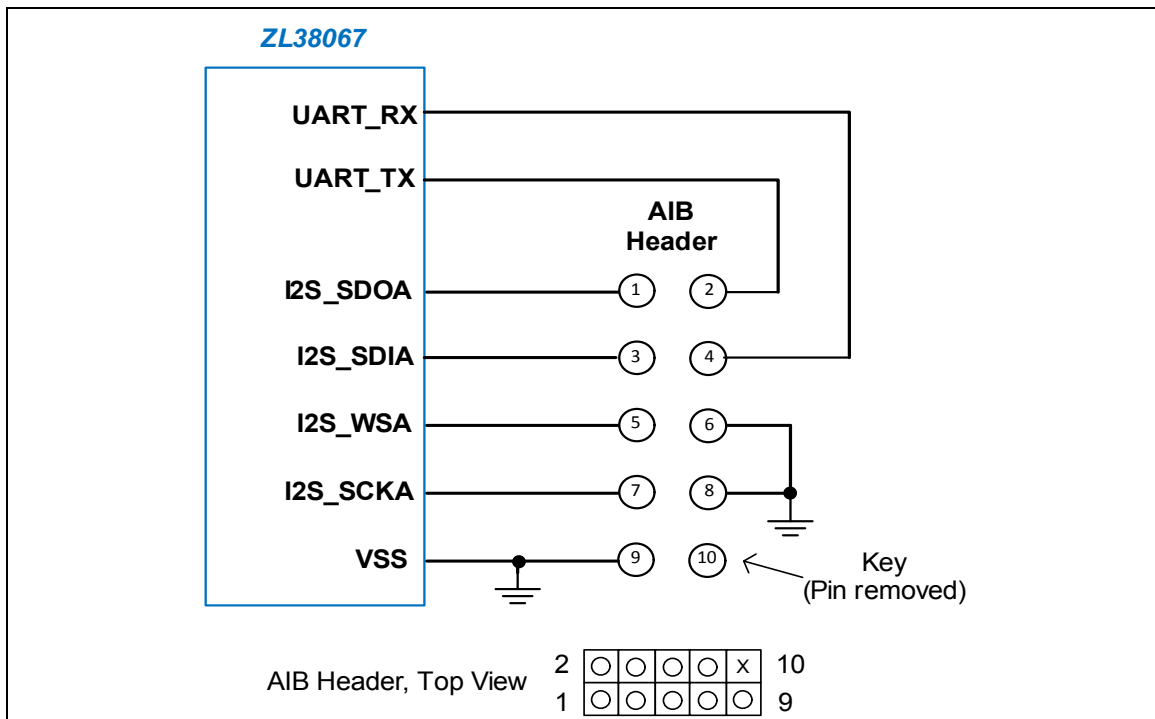 ZL38067
UART_RX
UART_TX
AIB
Header
I2S_SDOA 1 2
I2S_SDIA 3 4
I2S_WSA 5 6
I2S_SCKA 7 8
VSS 9 10
Key
(Pin removed)
AIB Header, Top View
2 X 10
1 9